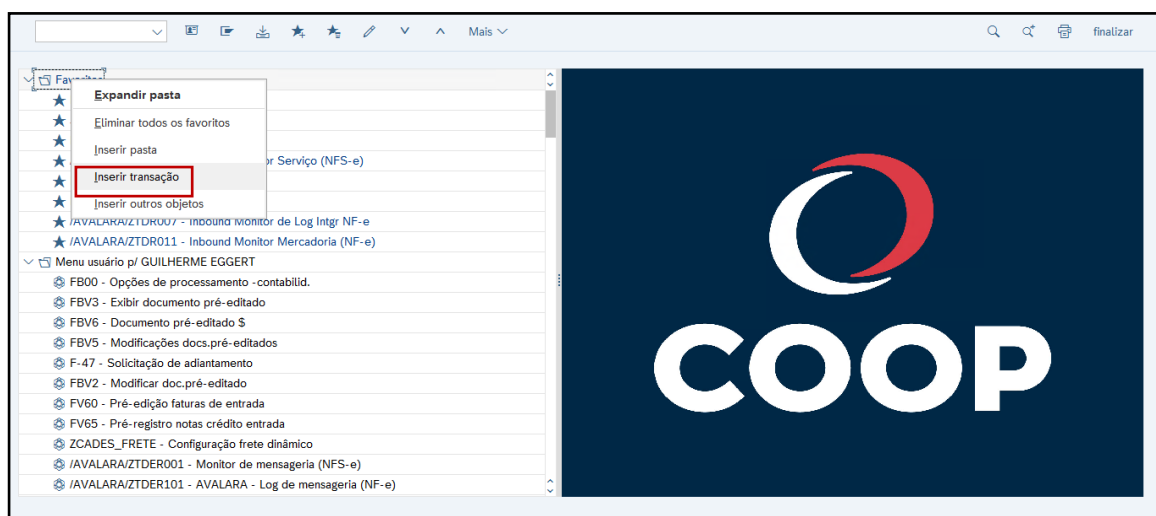 Mais
finalizar
Expandir pasta
Eliminar todos os favoritos
Inserir pasta
r Serviço (NFS-e)
Inserir transação
Inserir outros objetos
/AVALARA/ZTDR007 - Inbound Monitor de Log Intgr NF-e
/AVALARA/ZTDR011 - Inbound Monitor Mercadoria (NF-e)
Menu usuário p/ GUILHERME EGGERT
FB00 - Opções de processamento -contabilid.
FBV3 - Exibir documento pré-editado
FBV6 - Documento pré-editado $
FBV5 - Modificações docs.pré-editados
F-47 - Solicitação de adiantamento
FBV2 - Modificar doc.pré-editado
FV60 - Pré-edição faturas de entrada
FV65 - Pré-registro notas crédito entrada
ZCADES_FRETE - Configuração frete dinâmico
/AVALARA/ZTDER001 - Monitor de mensageria (NFS-e)
/AVALARA/ZTDER101 - AVALARA - Log de mensageria (NF-e)
COOP